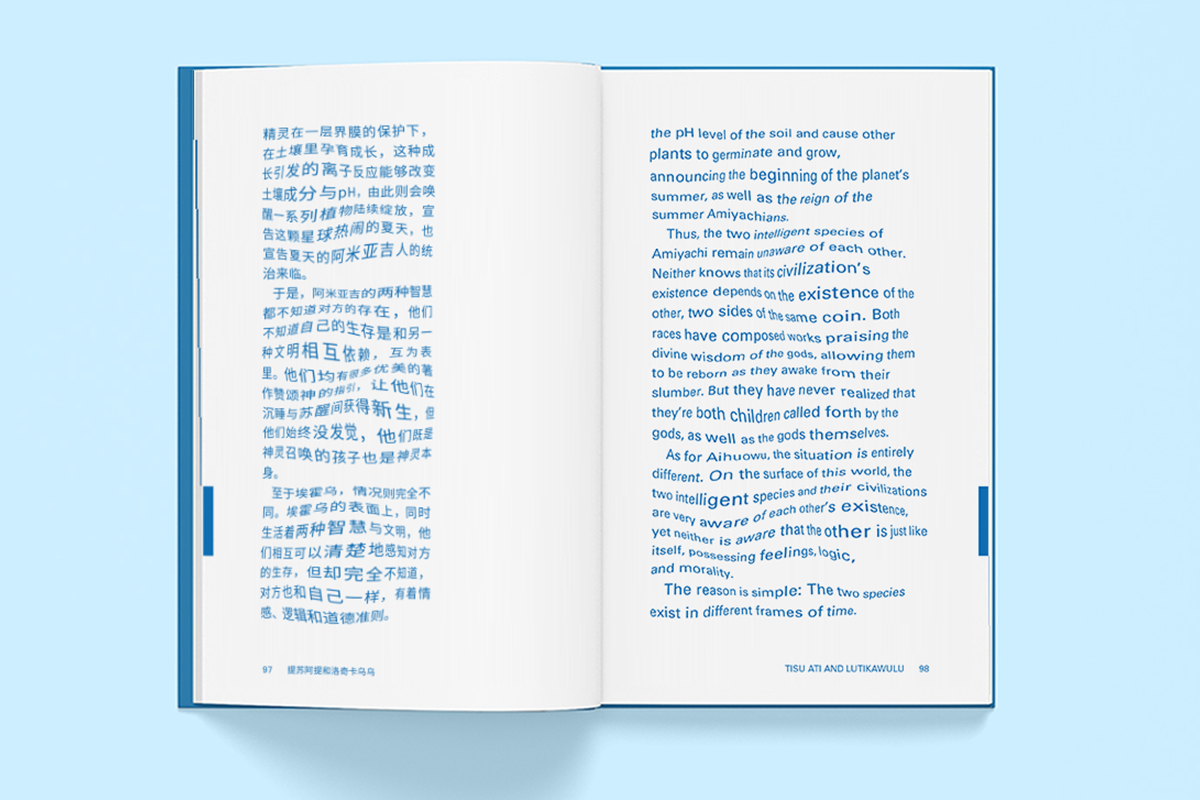 精灵在一层界膜的保护下，
在土壤里孕育成长，这种成
长引发的离子反应能够改变
土壤成分与pH，由此则会唤
醒一系列植物陆续绽放，宣
告这颗星球热闹的夏天，也
宣告夏天的阿米亚吉人的统
治来临。
于是，阿米亚吉的两种智慧
都不知道对方的存在，他们
不知道自己的生存是和另一
种文明相互依赖，互为表
里。他们均有很多优美的著
作赞颂神的指引，让他们在
沉睡与苏醒间获得新生，但
他们始终没发觉，他们既是
神灵召唤的孩子也是神灵本
身。
至于埃霍乌，情况则完全不
同。埃霍乌的表面上，同时
生活着两种智慧与文明，他
们相互可以清楚地感知对方
的生存，但却完全不知道，
对方也和自己一样，有着情
感、逻辑和道德准则。
97 提苏阿提和洛奇卡乌乌
the pH level of the soil and cause other
plants to germinate and grow,
announcing the beginning of the planet's
summer, as well as the reign of the
summer Amiyachians.
Thus, the two intelligent species of
Amiyachi remain unaware of each other.
Neither knows that its civilization's
existence depends on the existence of the
other, two sides of the same coin. Both
races have composed works praising the
divine wisdom of the gods, allowing them
to be reborn as they awake from their
slumber. But they have never realized that
they're both children called forth by the
gods, as well as the gods themselves.
As for Aihuowu, the situation is entirely
different. On the surface of this world, the
two intelligent species and their civilizations
are very aware of each other's existence,
yet neither is aware that the other is just like
itself, possessing feelings, logic,
and morality.
The reason is simple: The two species
exist in different frames of time.
TISU ATI AND LUTIKAWULU 98